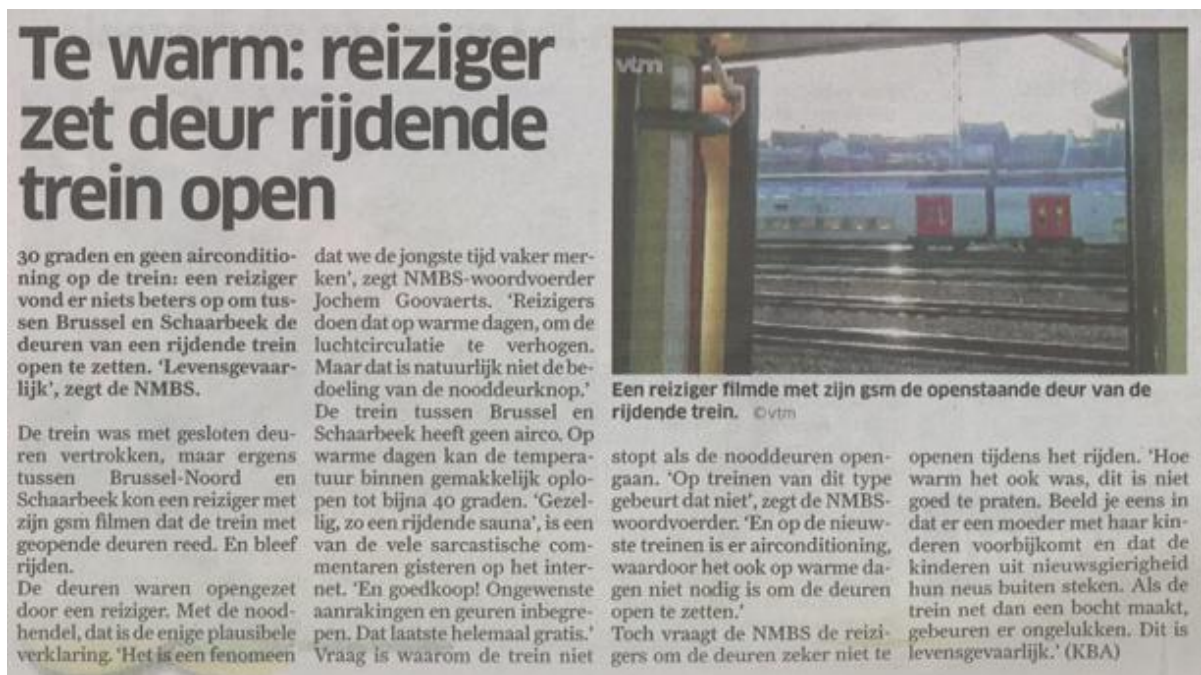 Te warm: reiziger
zet deur rijdende
trein open
30 graden en geen airconditio-
ning op de trein: een reiziger
vond er niets beters op om tus-
sen Brussel en Schaarbeek de
deuren van een rijdende trein
open te zetten. ‘Levensgevaar-
lijk’, zegt de NMBS.
De trein was met gesloten deu-
ren vertrokken, maar ergens
tussen Brussel-Noord en
Schaarbeek kon een reiziger met
zijn gsm filmen dat de trein met
geopende deuren reed. En bleef
rijden.
De deuren waren opengezet
door een reiziger. Met de nood-
hendel, dat is de enige plausibele
verklaring. ‘Het is een fenomeen
dat we de jongste tijd vaker mer-
ken’, zegt NMBS-woordvoerder
Jochem Goovaerts. ‘Reizigers
doen dat op warme dagen, om de
luchtcirculatie te verhogen.
Maar dat is natuurlijk niet de be-
doeling van de nooddeurknop.’
De trein tussen Brussel en
Schaarbeek heeft geen airco. Op
warme dagen kan de tempera-
tuur binnen gemakkelijk oplo-
pen tot bijna 40 graden. ‘Gezel-
lig, zo een rijdende sauna’, is een
van de vele sarcastische com-
mentaren gisteren op het inter-
net. ‘En goedkoop! Ongewenste
aanrakingen en geuren inbegre-
pen. Dat laatste helemaal gratis.’
Vraag is waarom de trein niet
vtm
Een reiziger filmde met zijn gsm de openstaande deur van de
rijdende trein. ©vtm
stopt als de nooddeuren open-
gaan. ‘Op treinen van dit type
gebeurt dat niet’, zegt de NMBS-
woordvoerder. ‘En op de nieuw-
ste treinen is er airconditioning,
waardoor het ook op warme da-
gen niet nodig is om de deuren
open te zetten.’
Toch vraagt de NMBS de reizi-
gers om de deuren zeker niet te
openen tijdens het rijden. ‘Hoe
warm het ook was, dit is niet
goed te praten. Beeld je eens in
dat er een moeder met haar kin-
deren voorbijkomt en dat de
kinderen uit nieuwsgierigheid
hun neus buiten steken. Als de
trein net dan een bocht maakt,
gebeuren er ongelukken. Dit is
levensgevaarlijk.’ (KBA)